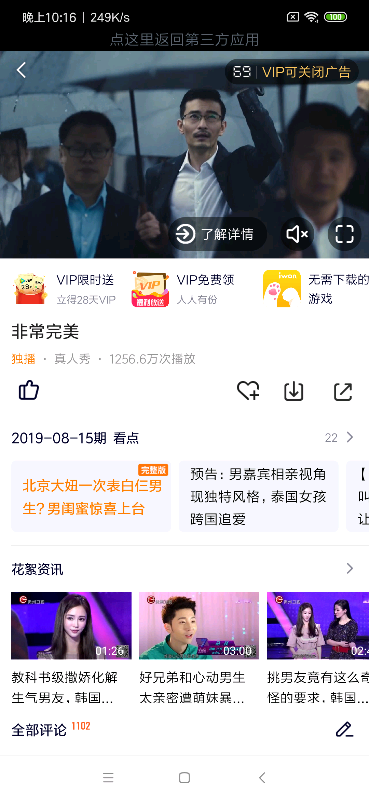 晚上10:16 | 249K/s
100
点这里返回第三方应用
59 | VIP可关闭广告
了解详情
VIP限时送
立得28天VIP
VIP
福利放送
VIP免费领
人人有份
无需下载的
游戏
非常完美
独播 · 真人秀 · 1256.6万次播放
2019-08-15期 看点
22
完整版
北京大妞一次表白仨男
生?男闺蜜惊喜上台
预告：男嘉宾相亲视角
现独特风格，泰国女孩
跨国追爱
【
叫
让
花絮资讯
01:26
03:00
02:4
教科书级撒娇化解
生气男友，韩国...
好兄弟和心动男生
太亲密遭萌妹暴...
挑男友竟有这么奇
怪的要求，韩国...
全部评论 1102